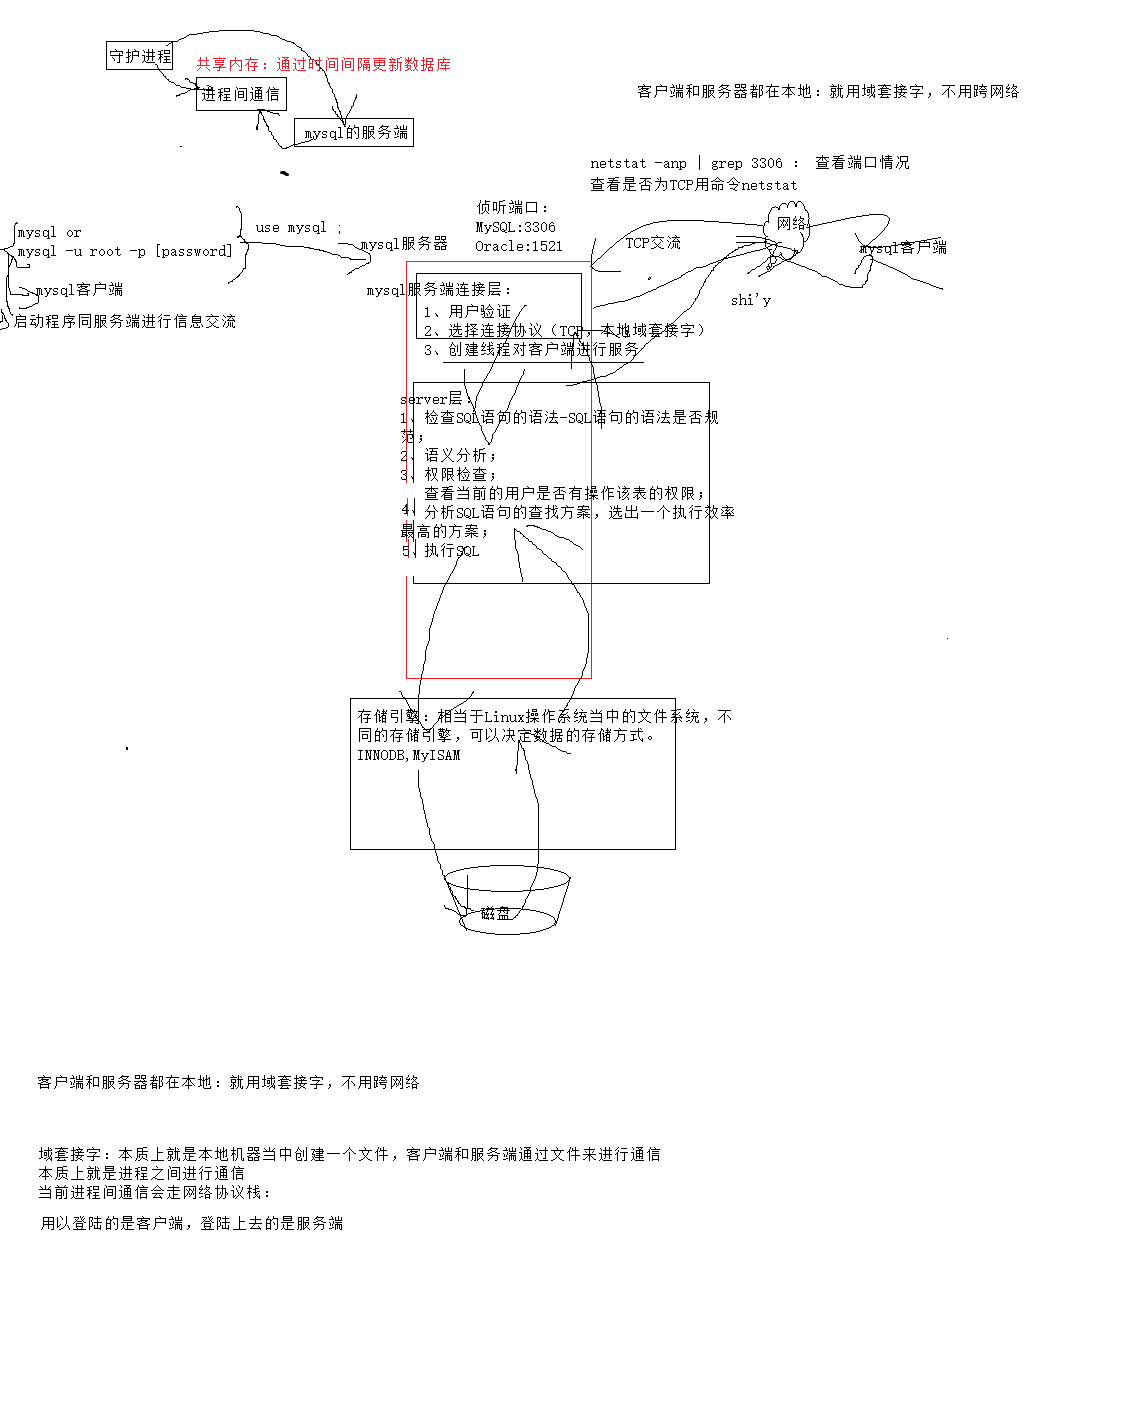 守护进程
共享内存：通过时间间隔更新数据库
进程间通信
mysql的服务端
客户端和服务器都在本地：就用域套接字，不用跨网络
netstat -anp | grep 3306 ： 查看端口情况
查看是否为TCP用命令netstat
侦听端口：
MySQL:3306
Oracle:1521
TCP交流
网络
mysql客户端
shi'y
mysql or
mysql -u root -p [password]
use mysql ;
mysql服务器
mysql客户端
启动程序同服务端进行信息交流
mysql服务端连接层：
1、用户验证
2、选择连接协议（TCP，本地域套接字）
3、创建线程对客户端进行服务
server层：
1、检查SQL语句的语法-SQL语句的语法是否规
范；
2、语义分析；
3、权限检查；
查看当前的用户是否有操作该表的权限；
4、分析SQL语句的查找方案，选出一个执行效率
最高的方案；
5、执行SQL
存储引擎：相当于Linux操作系统当中的文件系统，不
同的存储引擎，可以决定数据的存储方式。
INNODB,MyISAM
磁盘
客户端和服务器都在本地：就用域套接字，不用跨网络
域套接字：本质上就是本地机器当中创建一个文件，客户端和服务端通过文件来进行通信
本质上就是进程之间进行通信
当前进程间通信会走网络协议栈：
用以登陆的是客户端，登陆上去的是服务端